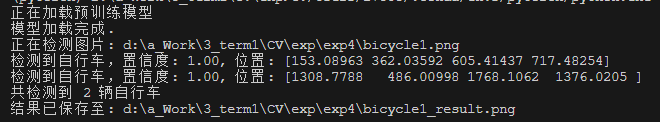 正在加载预训练模型
模型加载完成.
正在检测图片: d:\a_Work\3_term1\CV\exp\exp4\bicycle1.png
检测到自行车, 置信度: 1.00, 位置: [153.08963 362.03592 605.41437 717.48254]
检测到自行车, 置信度: 1.00, 位置: [1308.7788   486.00998 1768.1062  1376.0205 ]
共检测到 2 辆自行车
结果已保存至: d:\a_Work\3_term1\CV\exp\exp4\bicycle1_result.png